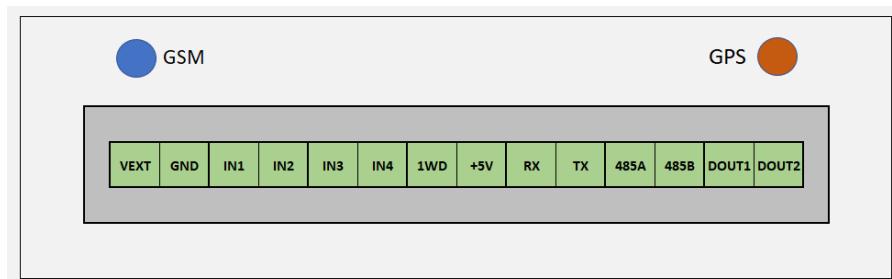 GSM GPS
VEXT GND IN1 IN2 IN3 IN4 1WD +5V RX TX 485A 485B DOUT1 DOUT2